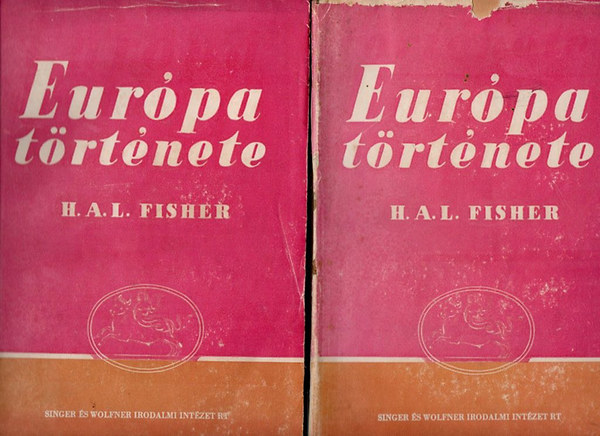 Európa
története
H. A. L. FISHER
SINGER ÉS WOLFNER IRODALMI INTÉZET RT
Európa
története
H. A. L. FISHER
SINGER ÉS WOLFNER IRODALMI INTÉZET RT